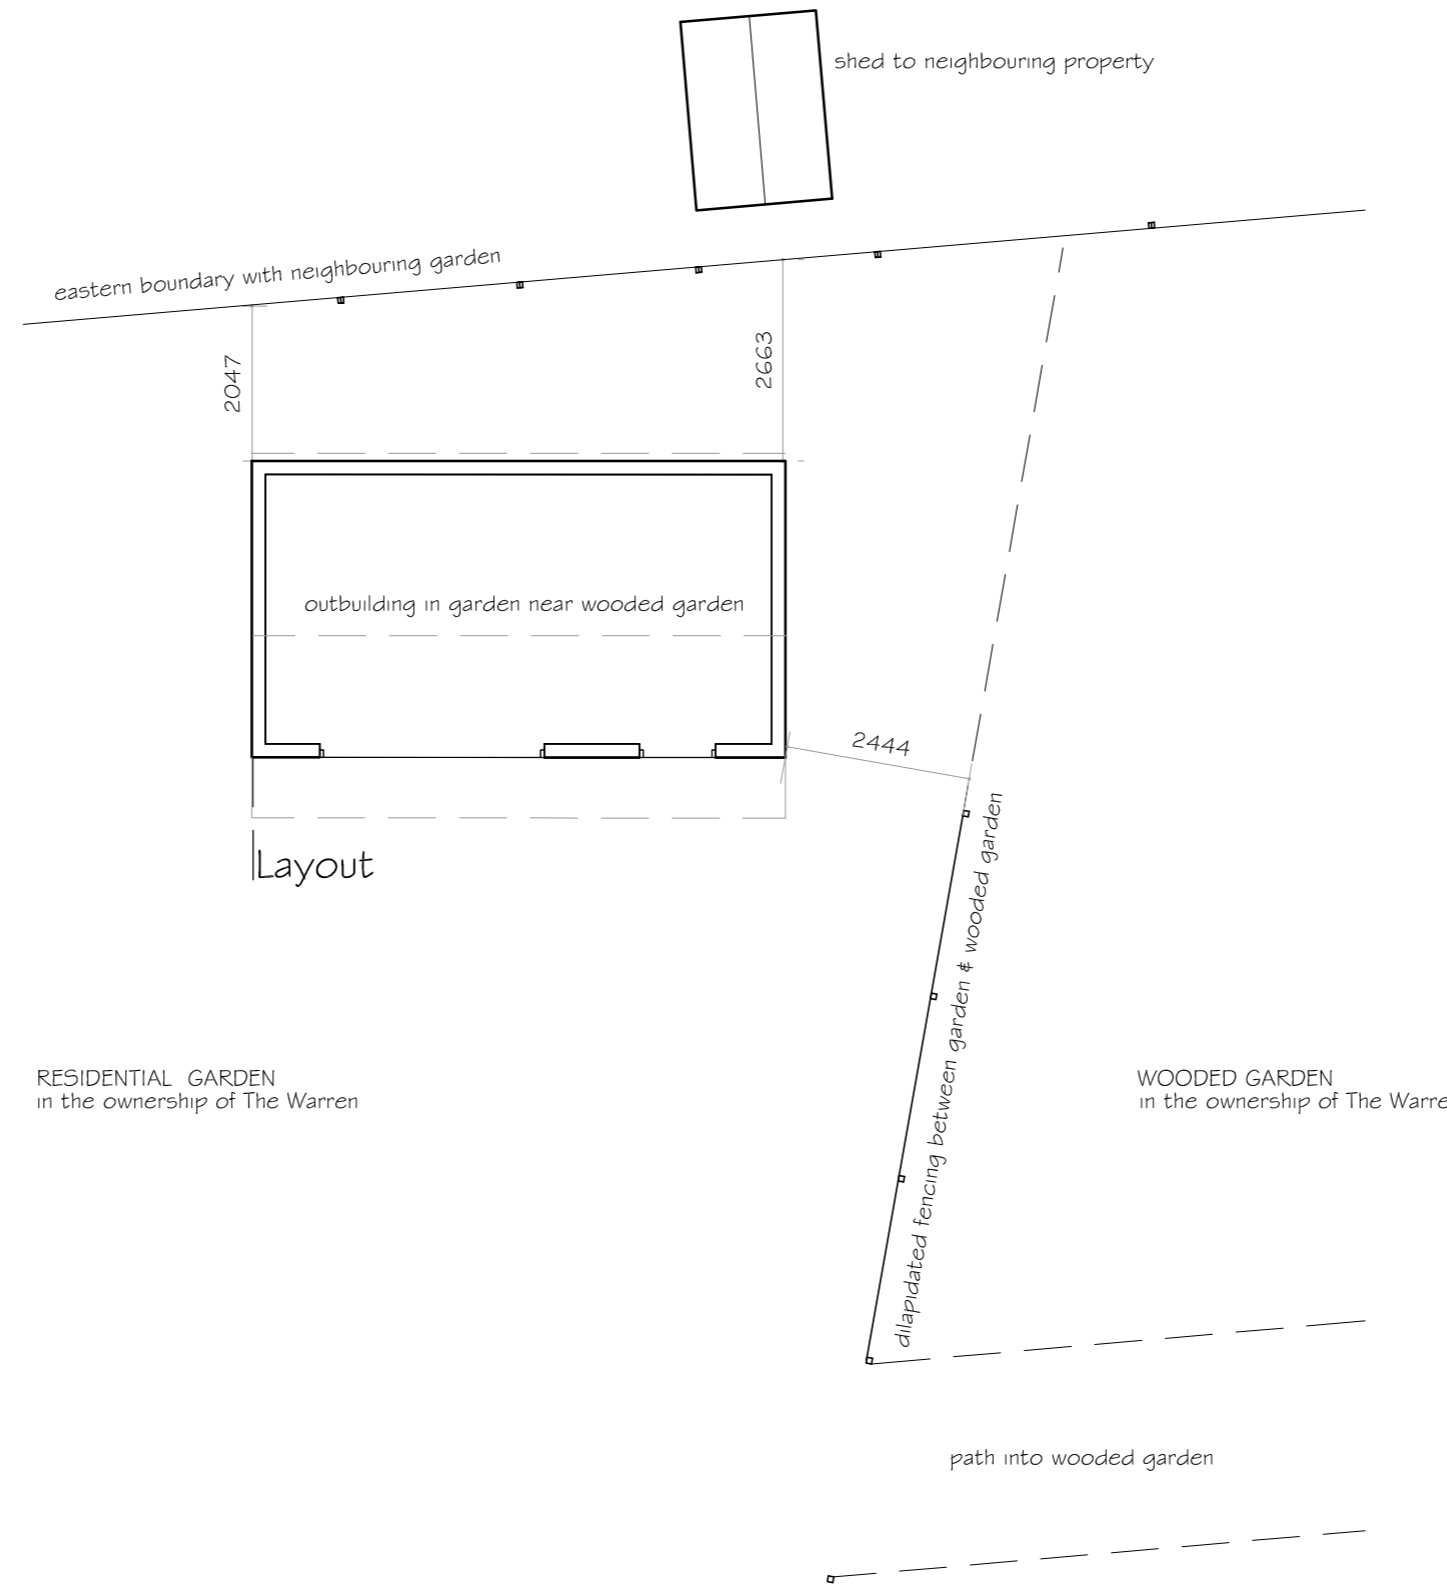 shed to neighbouring property
eastern boundary with neighbouring garden
2047
2663
outbuilding in garden near wooded garden
2444
Layout
dilapidated fencing between garden & wooded garden
RESIDENTIAL GARDEN
in the ownership of The Warren
WOODED GARDEN
in the ownership of The Warre
path into wooded garden